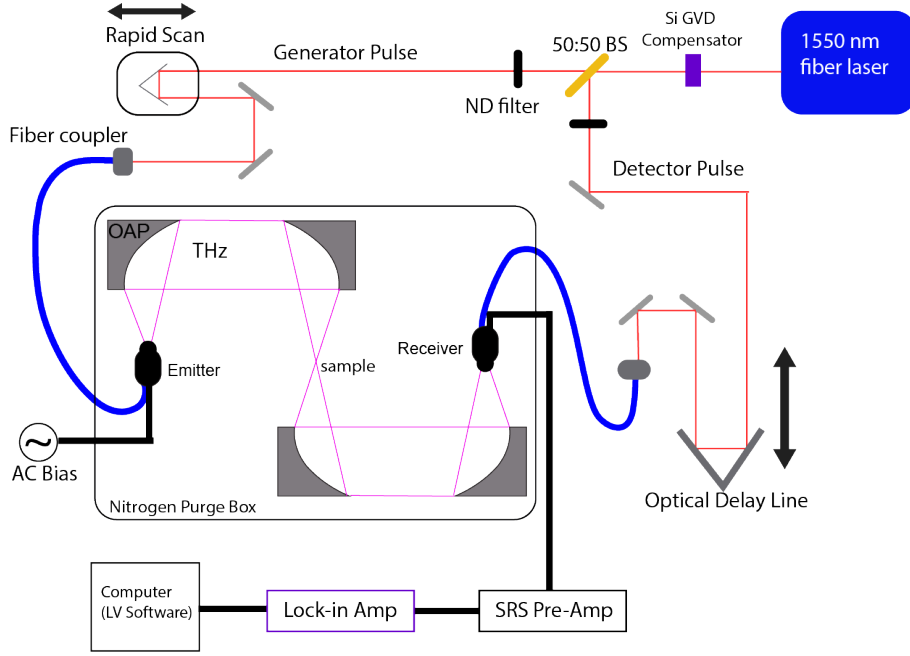 Rapid Scan
Generator Pulse
50:50 BS
Si GVD
Compensator
1550 nm
fiber laser
ND filter
Fiber coupler
Detector Pulse
OAP
THz
Emitter
sample
Receiver
AC Bias
Nitrogen Purge Box
Optical Delay Line
Computer
(LV Software)
Lock-in Amp
SRS Pre-Amp